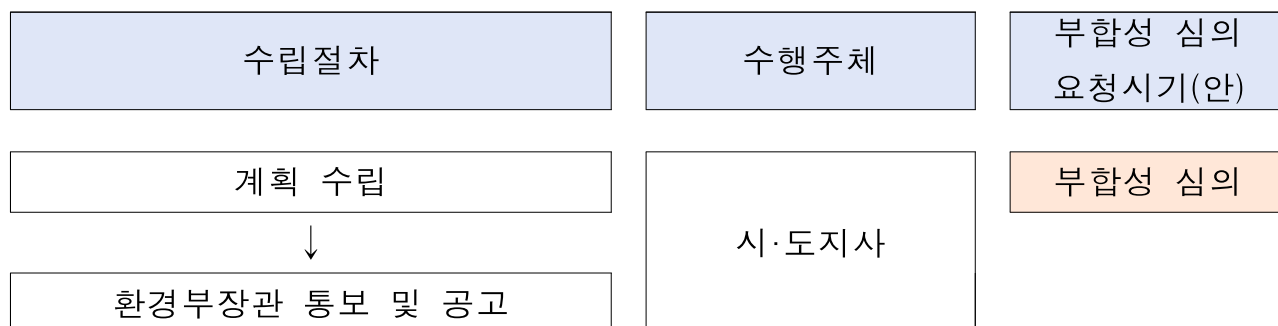 수립절차
수행주체
부합성 심의
요청시기(안)
계획 수립
시·도지사
부합성 심의
↓
환경부장관 통보 및 공고